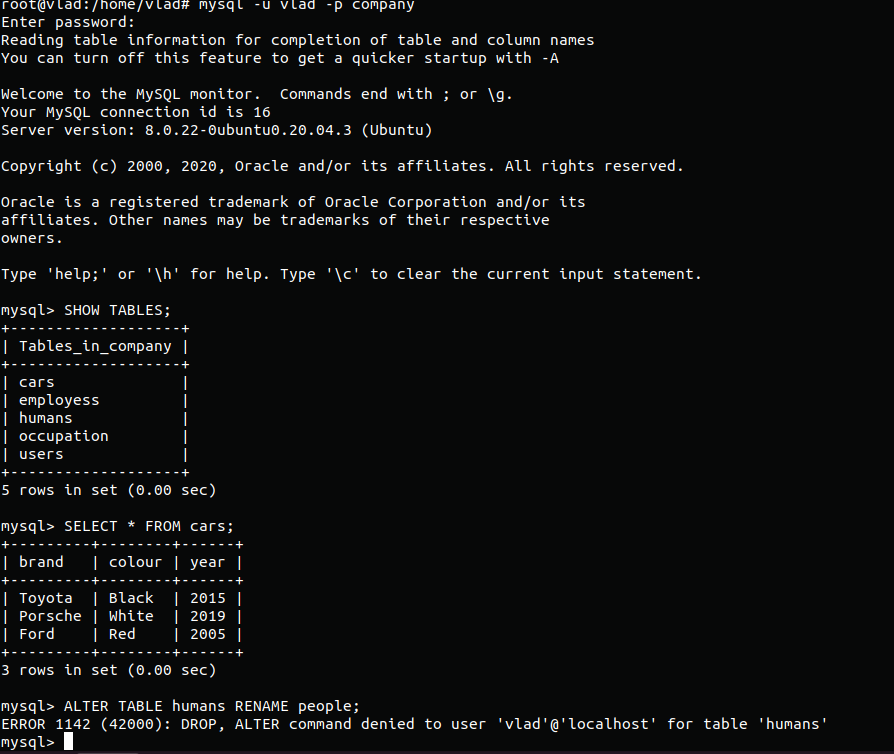 root@vlad:/home/vlad# mysql -u vlad -p company
Enter password:
Reading table information for completion of table and column names
You can turn off this feature to get a quicker startup with -A

Welcome to the MySQL monitor.  Commands end with ; or \g.
Your MySQL connection id is 16
Server version: 8.0.22-0ubuntu0.20.04.3 (Ubuntu)

Copyright (c) 2000, 2020, Oracle and/or its affiliates. All rights reserved.

Oracle is a registered trademark of Oracle Corporation and/or its
affiliates. Other names may be trademarks of their respective
owners.

Type 'help;' or '\h' for help. Type '\c' to clear the current input statement.

mysql> SHOW TABLES;
+-------------------+
| Tables_in_company |
+-------------------+
| cars              |
| employess         |
| humans            |
| occupation        |
| users             |
+-------------------+
5 rows in set (0.00 sec)

mysql> SELECT * FROM cars;
+---------+--------+------+
| brand   | colour | year |
+---------+--------+------+
| Toyota  | Black  | 2015 |
| Porsche | White  | 2019 |
| Ford    | Red    | 2005 |
+---------+--------+------+
3 rows in set (0.00 sec)

mysql> ALTER TABLE humans RENAME people;
ERROR 1142 (42000): DROP, ALTER command denied to user 'vlad'@'localhost' for table 'humans'
mysql>